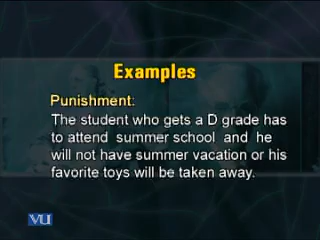 Examples
Punishment:
The student who gets a D grade has
to attend summer school and he
will not have summer vacation or his
favorite toys will be taken away.
VU